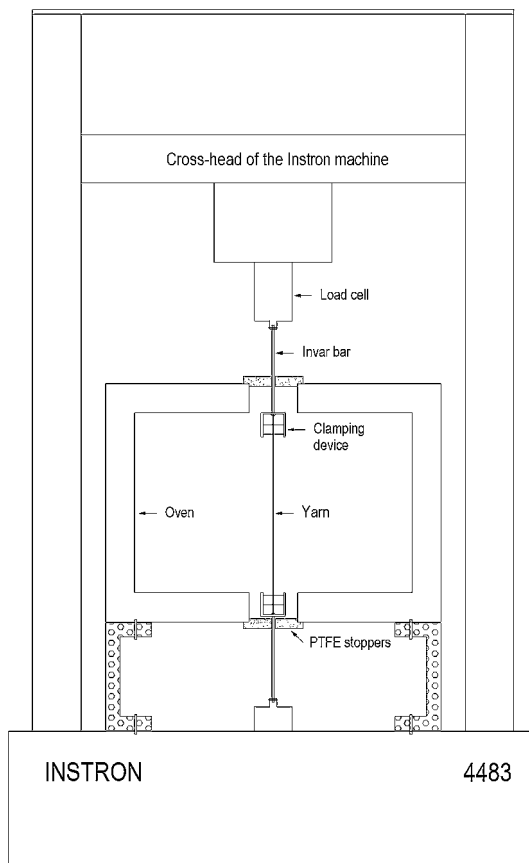 Cross-head of the Instron machine
Load cell
Invar bar
Clamping
device
Oven
Yarn
PTFE stoppers
INSTRON 4483